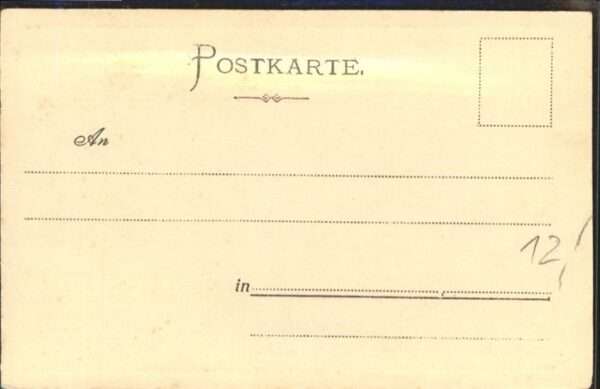 POSTKARTE.
An
12
in